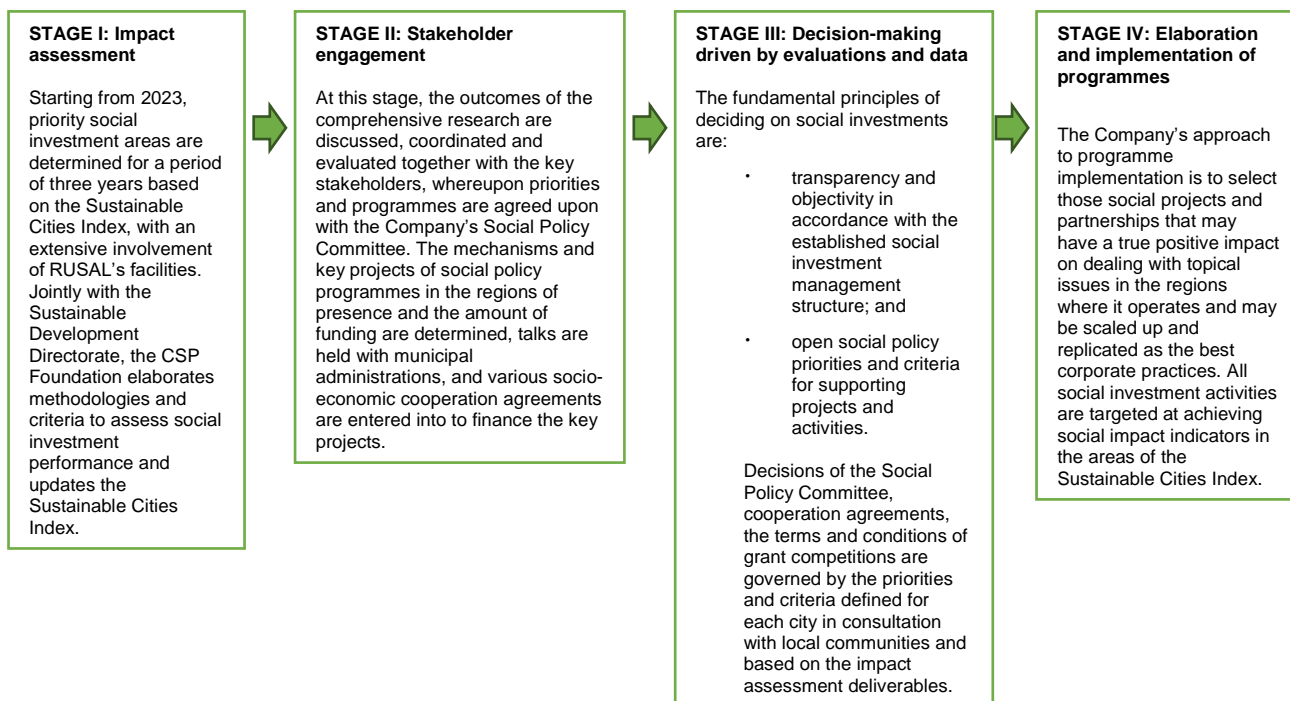 STAGE I: Impact
assessment
Starting from 2023,
priority social
investment areas are
determined for a period
of three years based
on the Sustainable
Cities Index, with an
extensive involvement
of RUSAL’s facilities.
Jointly with the
Sustainable
Development
Directorate, the CSP
Foundation elaborates
methodologies and
criteria to assess social
investment
performance and
updates the
Sustainable Cities
Index.
STAGE II: Stakeholder
engagement
At this stage, the outcomes of the
comprehensive research are
discussed, coordinated and
evaluated together with the key
stakeholders, whereupon priorities
and programmes are agreed upon
with the Company’s Social Policy
Committee. The mechanisms and
key projects of social policy
programmes in the regions of
presence and the amount of
funding are determined, talks are
held with municipal
administrations, and various socio-
economic cooperation agreements
are entered into to finance the key
projects.
STAGE III: Decision-making
driven by evaluations and data
The fundamental principles of
deciding on social investments
are:
· transparency and
objectivity in
accordance with the
established social
investment
management
structure; and
· open social policy
priorities and criteria
for supporting
projects and
activities.
Decisions of the Social
Policy Committee,
cooperation agreements,
the terms and conditions of
grant competitions are
governed by the priorities
and criteria defined for
each city in consultation
with local communities and
based on the impact
assessment deliverables.
STAGE IV: Elaboration
and implementation of
programmes
The Company’s approach
to programme
implementation is to select
those social projects and
partnerships that may
have a true positive impact
on dealing with topical
issues in the regions
where it operates and may
be scaled up and
replicated as the best
corporate practices. All
social investment activities
are targeted at achieving
social impact indicators in
the areas of the
Sustainable Cities Index.